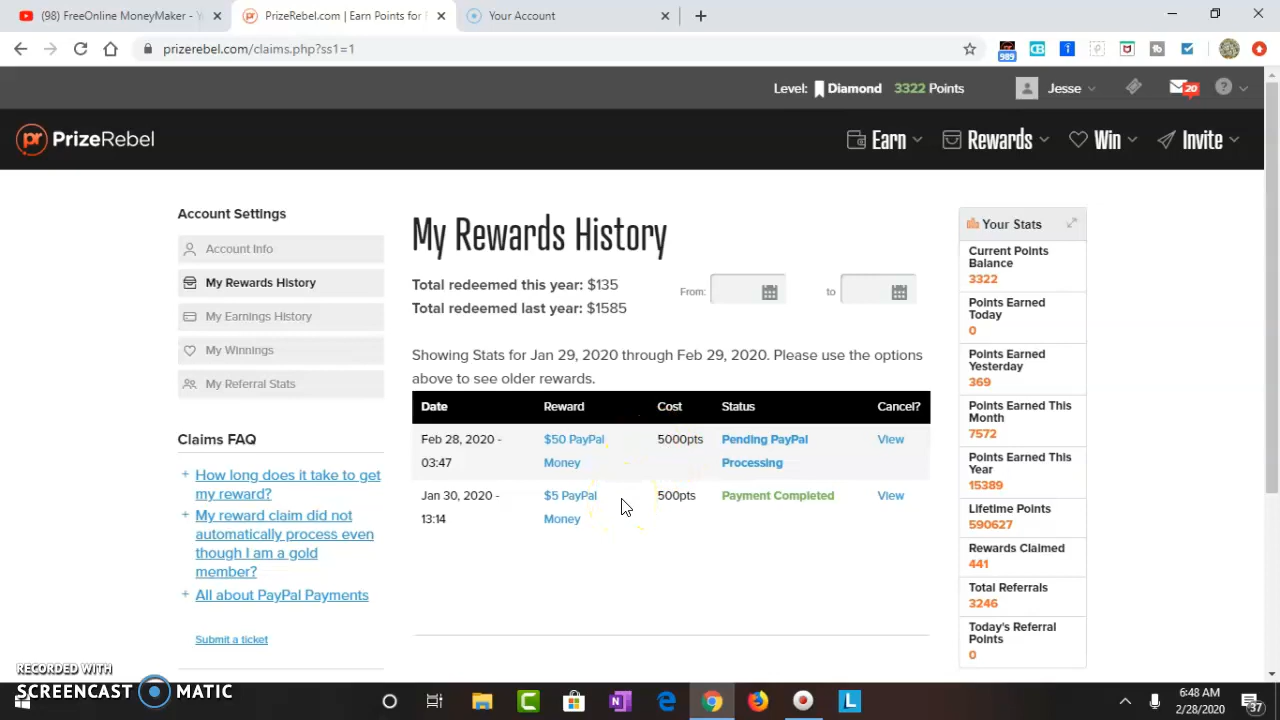 (98) FreeOnline MoneyMaker - Y
PrizeRebel.com | Earn Points for F
Your Account
prizerebel.com/claims.php?ss1=1
989
CB
Level: Diamond 3322 Points
Jesse
20
pr PrizeRebel
Earn
Rewards
Win
Invite
Account Settings
Account Info
My Rewards History
My Earnings History
My Winnings
My Referral Stats
Claims FAQ
+ How long does it take to get
my reward?
+ My reward claim did not
automatically process even
though I am a gold
member?
+ All about PayPal Payments
Submit a ticket
My Rewards History
Total redeemed this year: $135
Total redeemed last year: $1585
From:
to
Showing Stats for Jan 29, 2020 through Feb 29, 2020. Please use the options
above to see older rewards.
Date Reward Cost Status Cancel?
Feb 28, 2020 - $50 PayPal 5000pts Pending PayPal View
03:47 Money Processing
Jan 30, 2020 - $5 PayPal 500pts Payment Completed View
13:14 Money
Your Stats
Current Points
Balance
3322
Points Earned
Today
0
Points Earned
Yesterday
369
Points Earned This
Month
7572
Points Earned This
Year
15389
Lifetime Points
590627
Rewards Claimed
441
Total Referrals
3246
Today's Referral
Points
0
RECORDED WITH
SCREENCAST MATIC
6:48 AM
2/28/2020
37